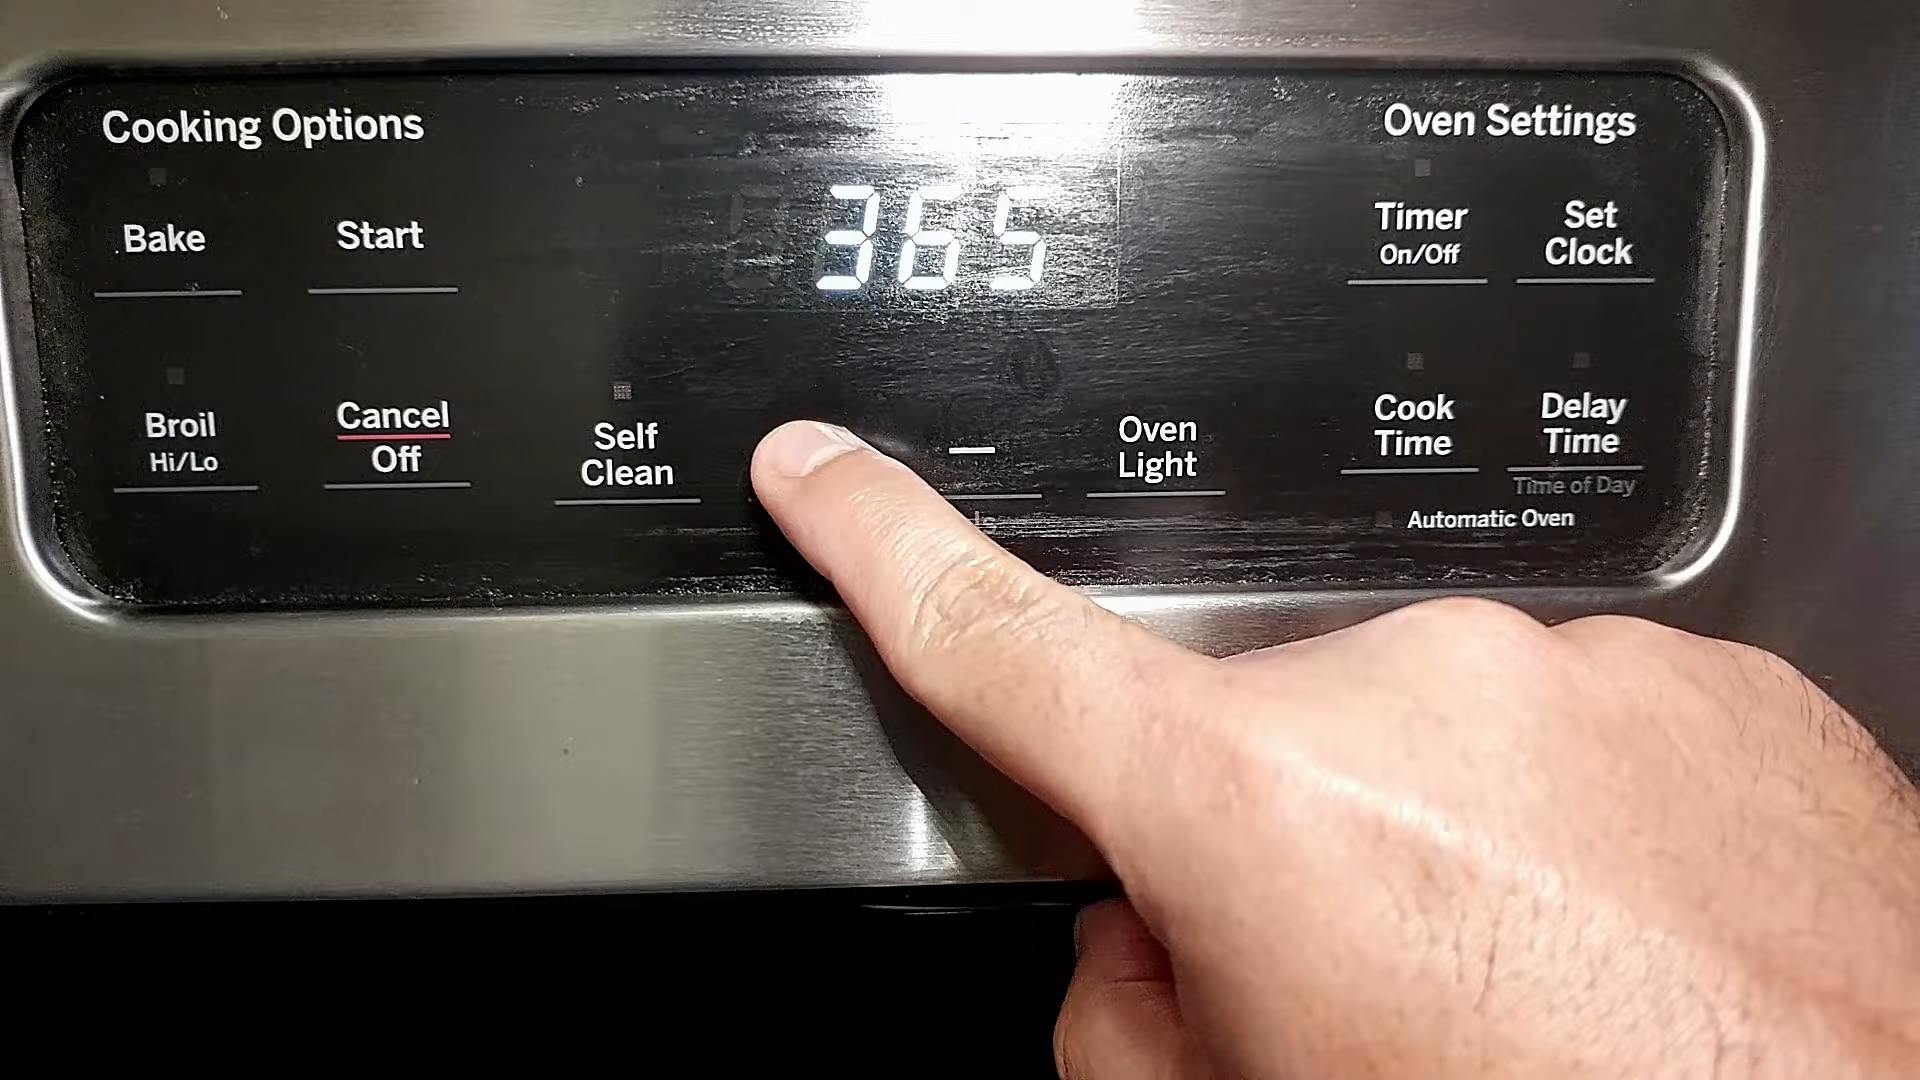 Cooking Options
Oven Settings
365
Bake
Start
Timer
On/Off
Set
Clock
Broil
Hi/Lo
Cancel
Off
Self
Clean
–
Oven
Light
Cook
Time
Delay
Time
Time of Day
Automatic Oven